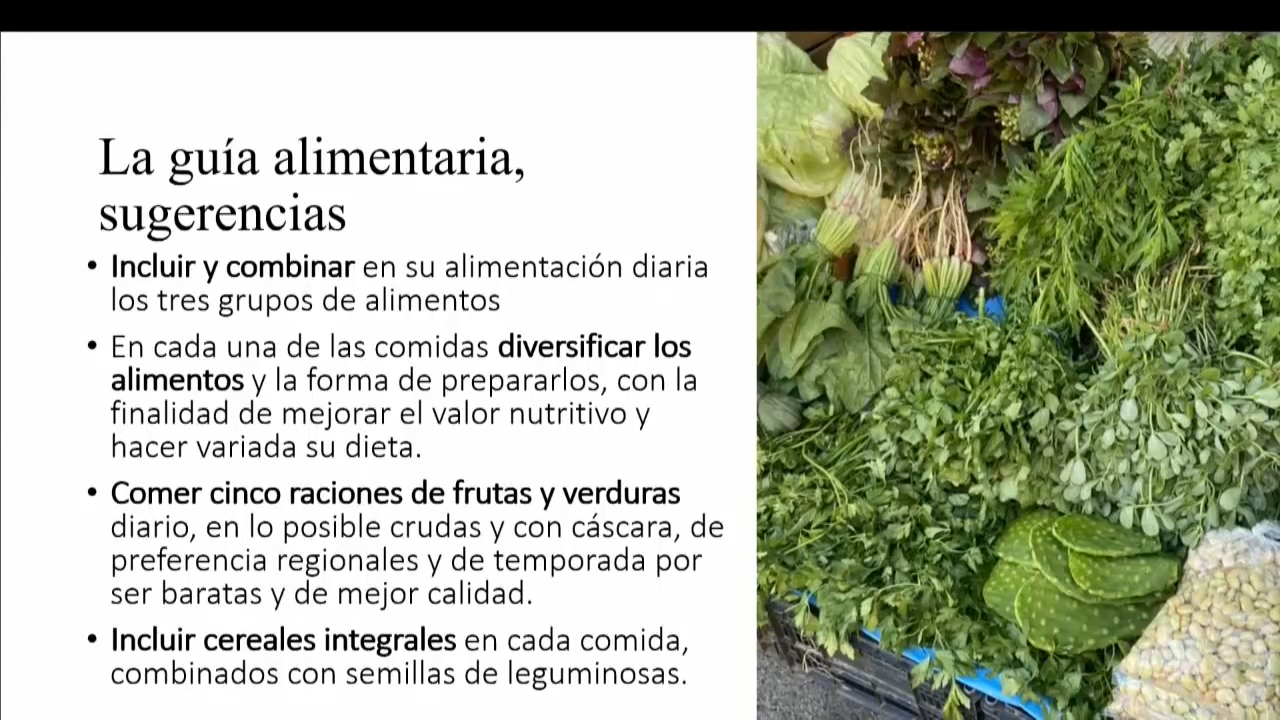 La guía alimentaria,
sugerencias
• Incluir y combinar en su alimentación diaria
los tres grupos de alimentos
• En cada una de las comidas diversificar los
alimentos y la forma de prepararlos, con la
finalidad de mejorar el valor nutritivo y
hacer variada su dieta.
• Comer cinco raciones de frutas y verduras
diario, en lo posible crudas y con cáscara, de
preferencia regionales y de temporada por
ser baratas y de mejor calidad.
• Incluir cereales integrales en cada comida,
combinados con semillas de leguminosas.